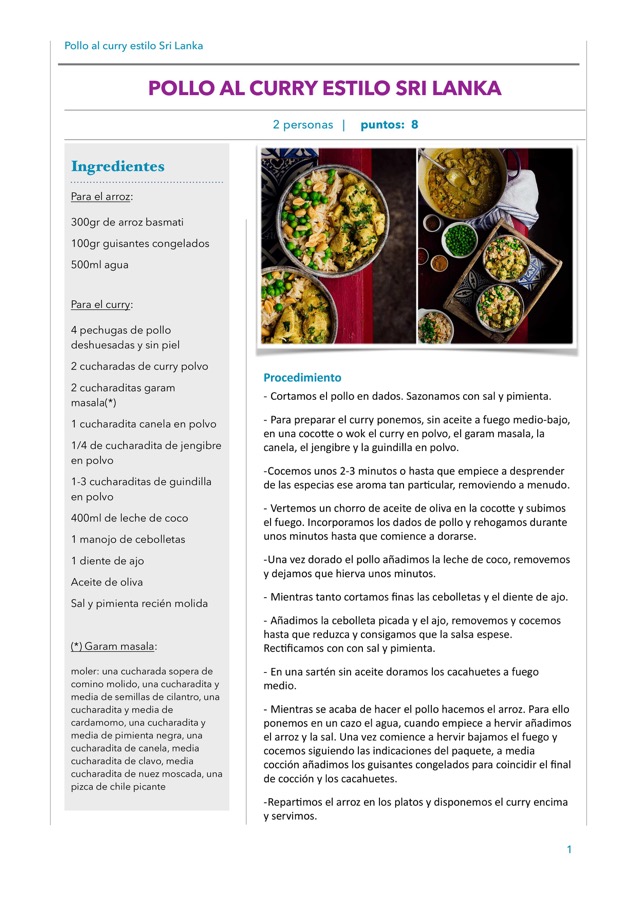 Pollo al curry estilo Sri Lanka
POLLO AL CURRY ESTILO SRI LANKA
2 personas | puntos: 8
Ingredientes
Para el arroz:
300gr de arroz basmati
100gr guisantes congelados
500ml agua
Para el curry:
4 pechugas de pollo
deshuesadas y sin piel
2 cucharadas de curry polvo
2 cucharaditas garam
masala(*)
1 cucharadita canela en polvo
1/4 de cucharadita de jengibre
en polvo
1-3 cucharaditas de guindilla
en polvo
400ml de leche de coco
1 manojo de cebolletas
1 diente de ajo
Aceite de oliva
Sal y pimienta recién molida
(*) Garam masala:
moler: una cucharada sopera de
comino molido, una cucharadita y
media de semillas de cilantro, una
cucharadita y media de
cardamomo, una cucharadita y
media de pimienta negra, una
cucharadita de canela, media
cucharadita de clavo, media
cucharadita de nuez moscada, una
pizca de chile picante
Procedimiento
- Cortamos el pollo en dados. Sazonamos con sal y pimienta.
- Para preparar el curry ponemos, sin aceite a fuego medio-bajo,
en una cocotte o wok el curry en polvo, el garam masala, la
canela, el jengibre y la guindilla en polvo.
-Cocemos unos 2-3 minutos o hasta que empiece a desprender
de las especias ese aroma tan particular, removiendo a menudo.
- Vertemos un chorro de aceite de oliva en la cocotte y subimos
el fuego. Incorporamos los dados de pollo y rehogamos durante
unos minutos hasta que comience a dorarse.
-Una vez dorado el pollo añadimos la leche de coco, removemos
y dejamos que hierva unos minutos.
- Mientras tanto cortamos finas las cebolletas y el diente de ajo.
- Añadimos la cebolleta picada y el ajo, removemos y cocemos
hasta que reduzca y consigamos que la salsa espese.
Rectificamos con con sal y pimienta.
- En una sartén sin aceite doramos los cacahuetes a fuego
medio.
- Mientras se acaba de hacer el pollo hacemos el arroz. Para ello
ponemos en un cazo el agua, cuando empiece a hervir añadimos
el arroz y la sal. Una vez comience a hervir bajamos el fuego y
cocemos siguiendo las indicaciones del paquete, a media
cocción añadimos los guisantes congelados para coincidir el final
de cocción y los cacahuetes.
-Repartimos el arroz en los platos y disponemos el curry encima
y servimos.
1